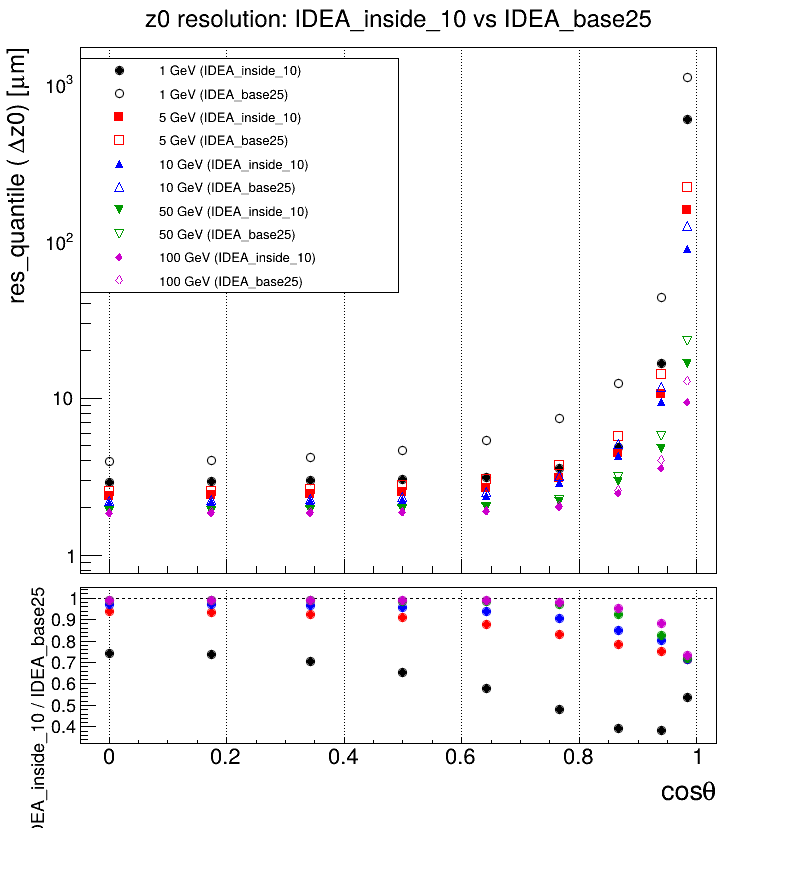 z0 resolution: IDEA_inside_10 vs IDEA_base25
res_quantile ( Δz0) [μm]
10³
10²
10
1
1 GeV (IDEA_inside_10)
1 GeV (IDEA_base25)
5 GeV (IDEA_inside_10)
5 GeV (IDEA_base25)
10 GeV (IDEA_inside_10)
10 GeV (IDEA_base25)
50 GeV (IDEA_inside_10)
50 GeV (IDEA_base25)
100 GeV (IDEA_inside_10)
100 GeV (IDEA_base25)
DEA_inside_10 / IDEA_base25
1
0.9
0.8
0.7
0.6
0.5
0.4
0 0.2 0.4 0.6 0.8 1
cosθ